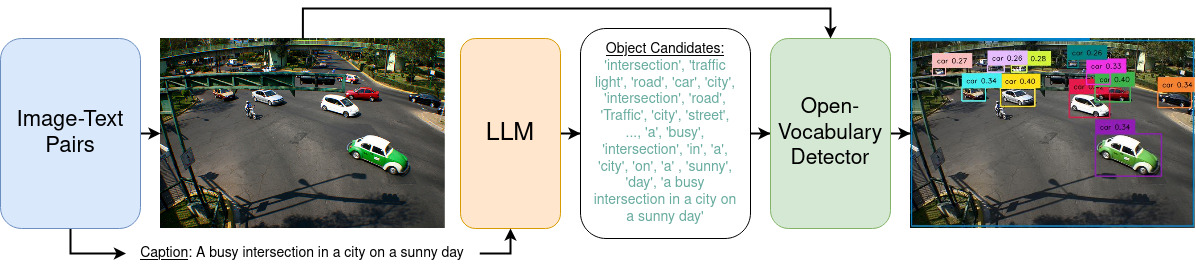 Image-Text
Pairs
Caption: A busy intersection in a city on a sunny day
LLM
Object Candidates:
'intersection', 'traffic
light', 'road', 'car', 'city',
'intersection', 'road',
'Traffic', 'city', 'street',
..., 'a', 'busy',
'intersection', 'in', 'a',
'city', 'on', 'a' , 'sunny',
'day', 'a busy
intersection in a city on
a sunny day'
Open-
Vocabulary
Detector
car 0.27
car 0.26
0.28
car 0.26
car 0.33
car 0.34
car 0.40
0.40
car 0.34
car 0.34